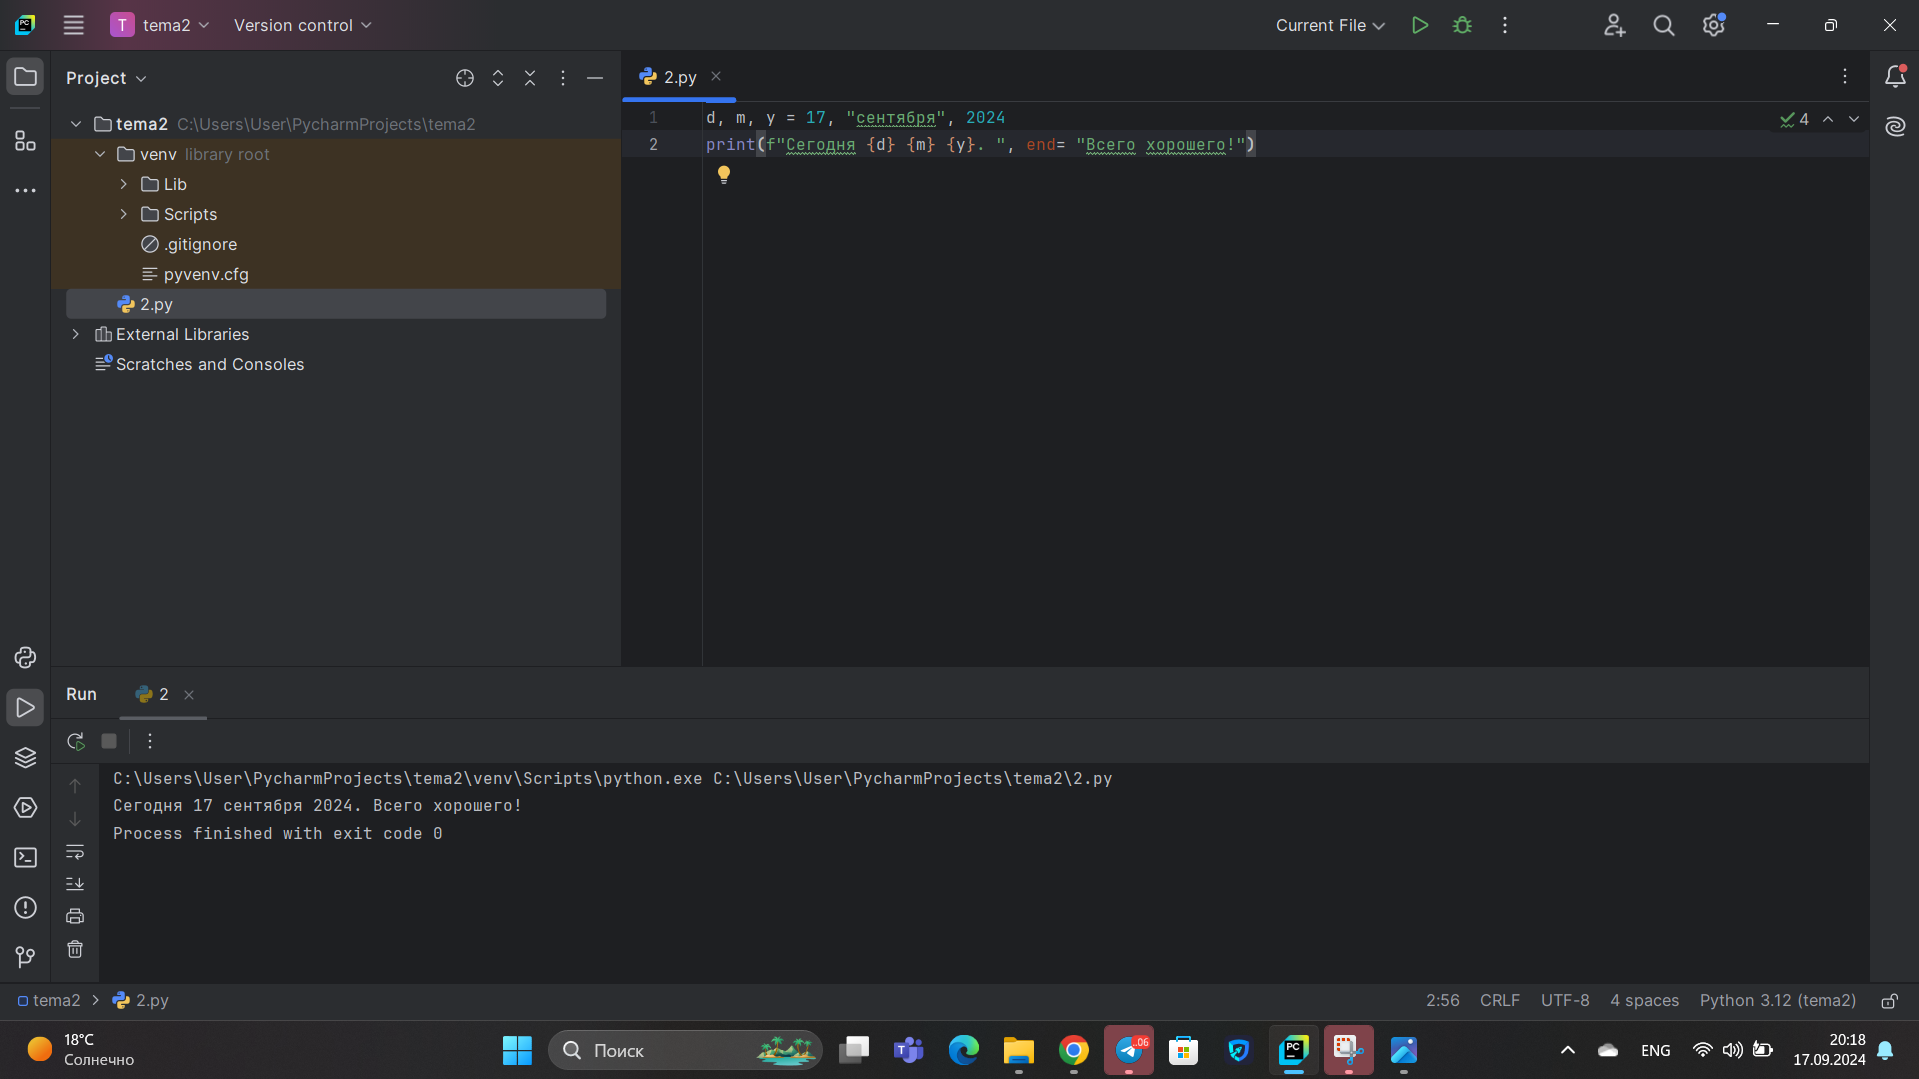 T tema2 Version control Current File
Project
2.py
tema2 C:\Users\User\PycharmProjects\tema2
venv library root
Lib
Scripts
.gitignore
pyvenv.cfg
2.py
External Libraries
Scratches and Consoles
1 d, m, y = 17, "сентября", 2024
4
2 print(f"Сегодня {d} {m} {y}. ", end= "Всего хорошего!")
Run 2
C:\Users\User\PycharmProjects\tema2\venv\Scripts\python.exe C:\Users\User\PycharmProjects\tema2\2.py
Сегодня 17 сентября 2024. Всего хорошего!
Process finished with exit code 0
tema2 2.py 2:56 CRLF UTF-8 4 spaces Python 3.12 (tema2)
18°C
Солнечно
Поиск
.06
PC
ENG
20:18
17.09.2024